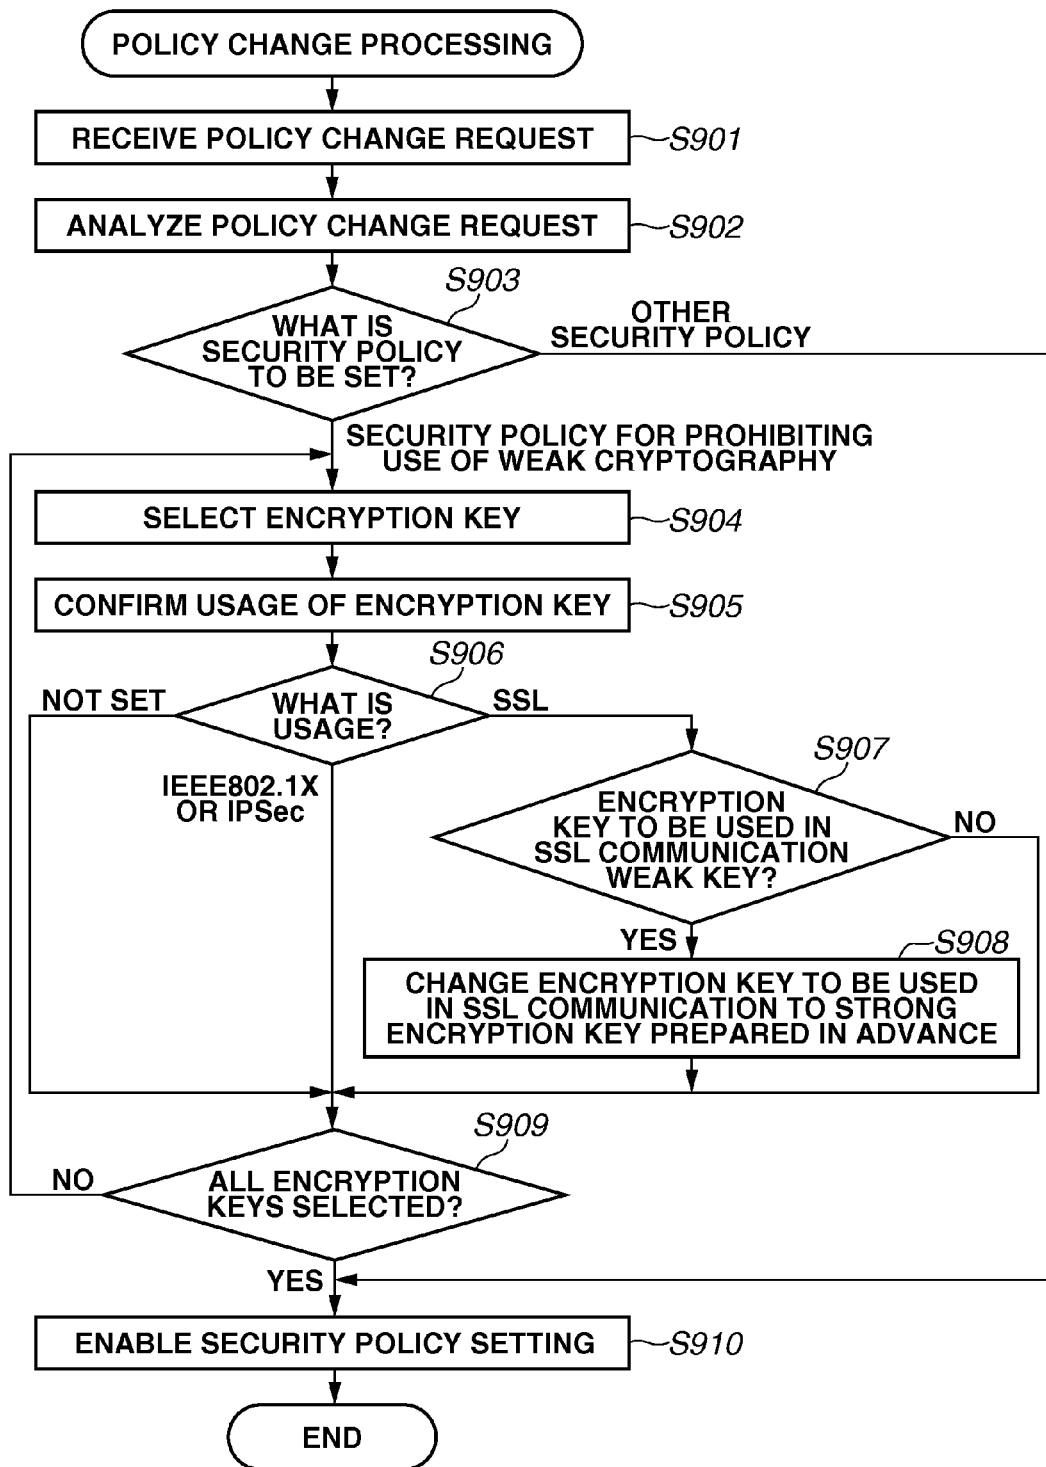 POLICY CHANGE PROCESSING
RECEIVE POLICY CHANGE REQUEST
S901
ANALYZE POLICY CHANGE REQUEST
S902
S903
WHAT IS
SECURITY POLICY
TO BE SET?
OTHER
SECURITY POLICY
SECURITY POLICY FOR PROHIBITING
USE OF WEAK CRYPTOGRAPHY
SELECT ENCRYPTION KEY
S904
CONFIRM USAGE OF ENCRYPTION KEY
S905
S906
NOT SET
WHAT IS
USAGE?
SSL
IEEE802.1X
OR IPSec
S907
ENCRYPTION
KEY TO BE USED IN
SSL COMMUNICATION
WEAK KEY?
NO
YES
S908
CHANGE ENCRYPTION KEY TO BE USED
IN SSL COMMUNICATION TO STRONG
ENCRYPTION KEY PREPARED IN ADVANCE
S909
NO
ALL ENCRYPTION
KEYS SELECTED?
YES
ENABLE SECURITY POLICY SETTING
S910
END